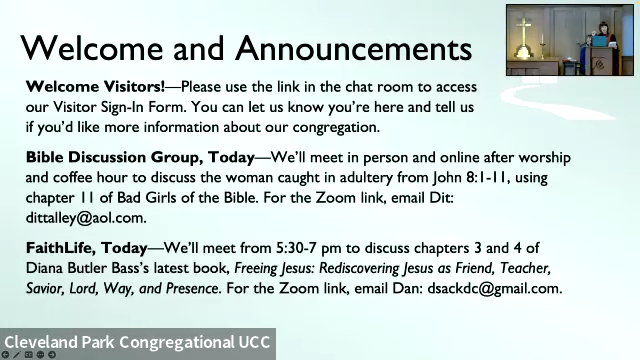 Welcome and Announcements
Welcome Visitors!—Please use the link in the chat room to access
our Visitor Sign-In Form. You can let us know you're here and tell us
if you'd like more information about our congregation.
Bible Discussion Group, Today—We'll meet in person and online after worship
and coffee hour to discuss the woman caught in adultery from John 8:1-11, using
chapter 11 of Bad Girls of the Bible. For the Zoom link, email Dit:
dittalley@aol.com.
FaithLife, Today—We'll meet from 5:30-7 pm to discuss chapters 3 and 4 of
Diana Butler Bass's latest book, Freeing Jesus: Rediscovering Jesus as Friend, Teacher,
Savior, Lord, Way, and Presence. For the Zoom link, email Dan: dsackdc@gmail.com.
Cleveland Park Congregational UCC